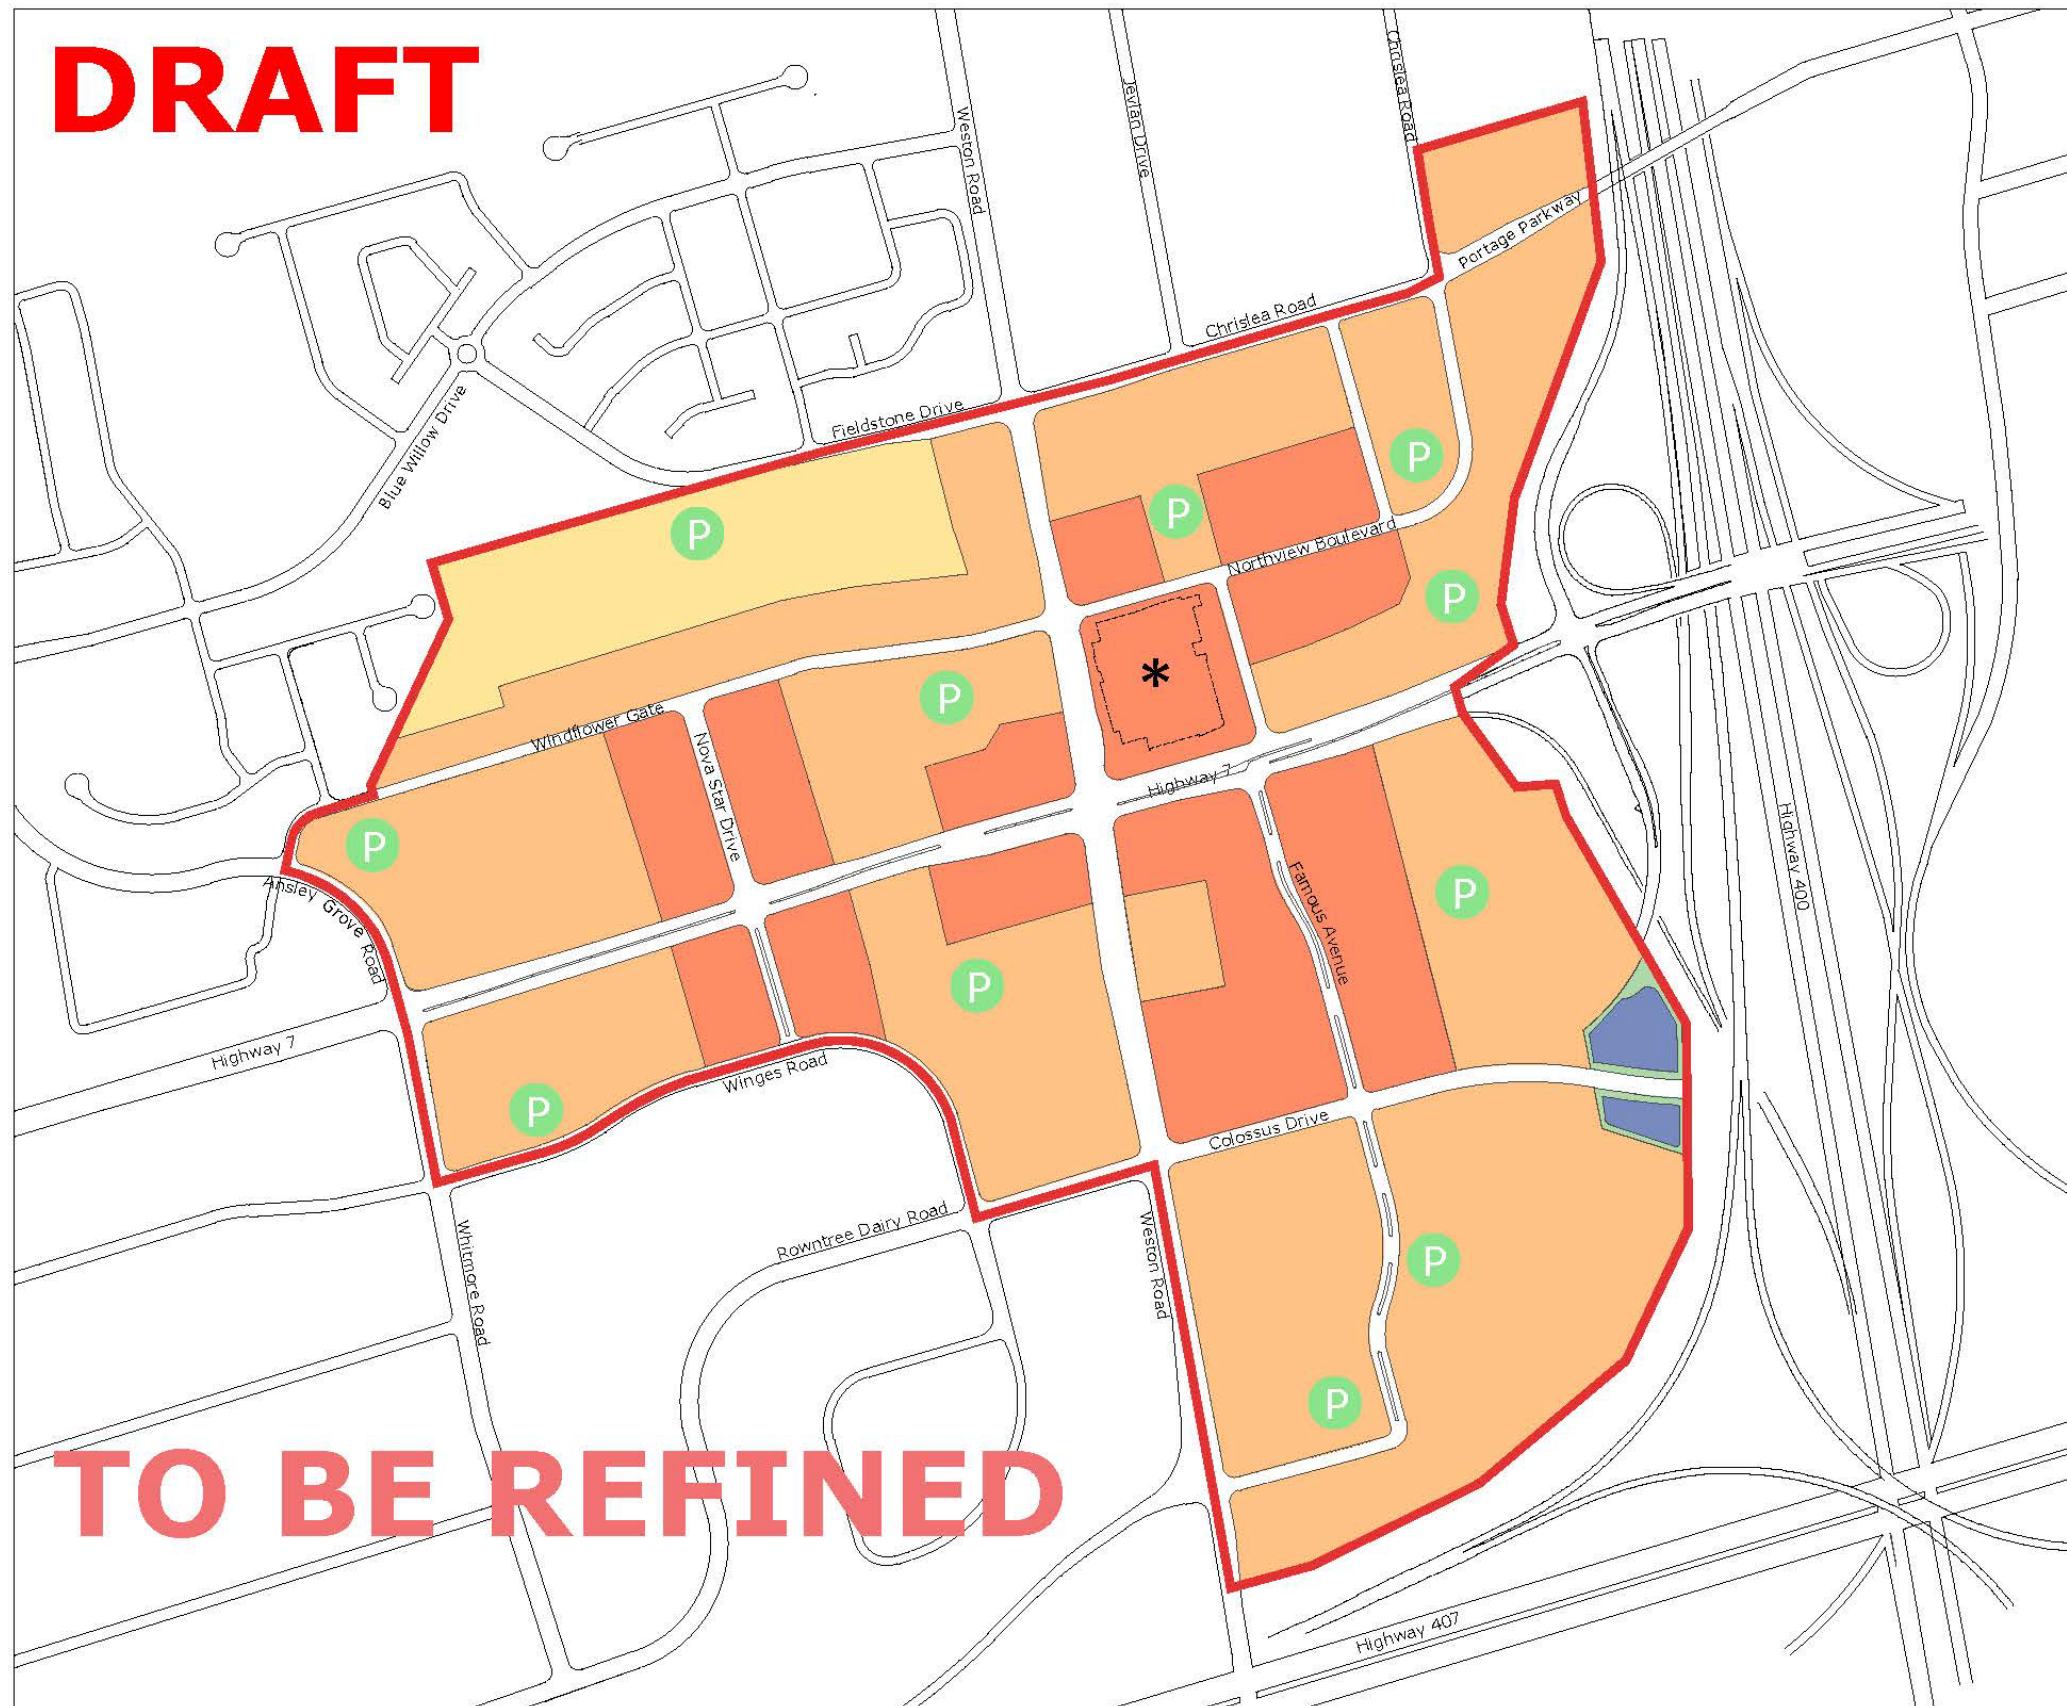 DRAFT
Weston Road
Jevlan Drive
Chrislea Road
Portage Parkway
Chrislea Road
Fieldstone Drive
Blue Willow Drive
P
P
P
Northview Boulevard
P
*
P
Windflower Gate
Nova Star Drive
Highway 7
P
Ansley Grove Road
Famous Avenue
P
Highway 400
P
Highway 7
Winges Road
P
Colossus Drive
Rowntree Dairy Road
Weston Road
Whitmore Road
P
P
TO BE REFINED
Highway 407